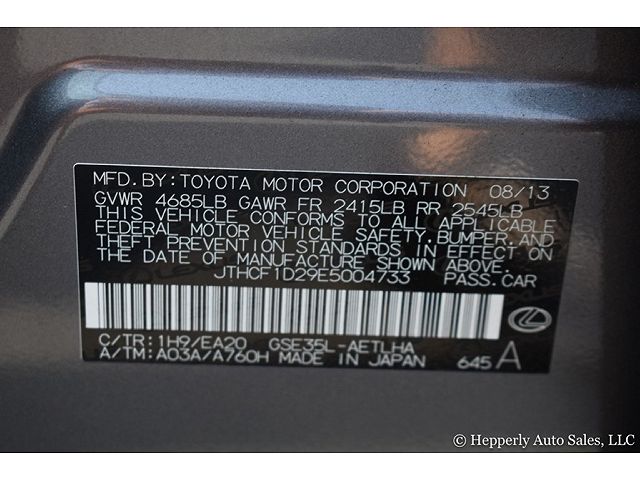 MFD. BY: TOYOTA MOTOR CORPORATION 08/13
GVWR 4685LB GAWR FR 2415LB RR 2545LB
THIS VEHICLE CONFORMS TO ALL APPLICABLE
FEDERAL MOTOR VEHICLE SAFETY, BUMPER, AND
THEFT PREVENTION STANDARDS IN EFFECT ON
THE DATE OF MANUFACTURE SHOWN ABOVE.
JTHCF1D29E5004733 PASS. CAR
C/TR: 1H9/EA20 GSE35L-AETLHA
A/TM: A03A/A760H MADE IN JAPAN 645 A
© Hepperly Auto Sales, LLC